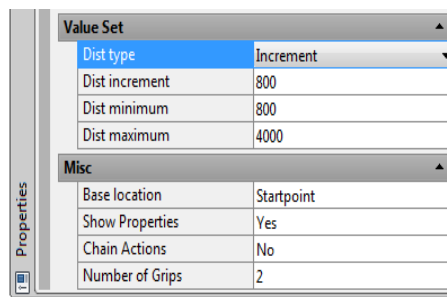 Value Set
Dist type Increment
Dist increment 800
Dist minimum 800
Dist maximum 4000
Misc
Base location Startpoint
Show Properties Yes
Chain Actions No
Number of Grips 2
Properties